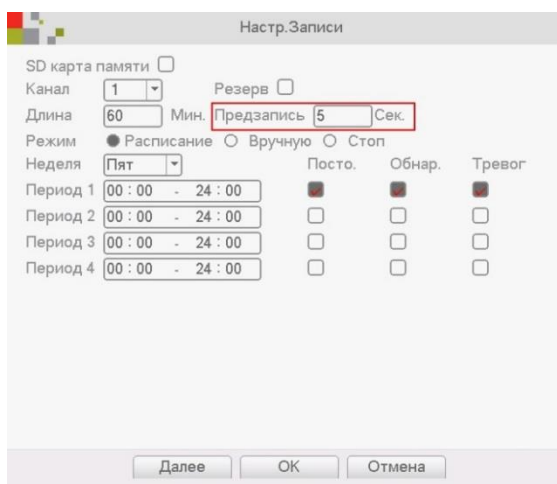 Настр.Записи
SD карта памяти
Канал 1 Резерв
Длина 60 Мин. Предзапись 5 Сек.
Режим Расписание Вручную Стоп
Неделя Пят Посто. Обнар. Тревог
Период 1 00 : 00 - 24 : 00
Период 2 00 : 00 - 24 : 00
Период 3 00 : 00 - 24 : 00
Период 4 00 : 00 - 24 : 00
Далее OK Отмена